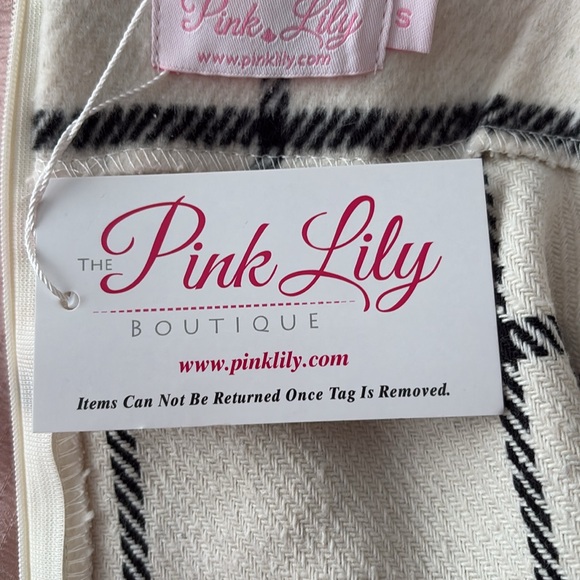 Pink Lily
www.pinklily.com
S
THE Pink Lily
BOUTIQUE
www.pinklily.com
Items Can Not Be Returned Once Tag Is Removed.